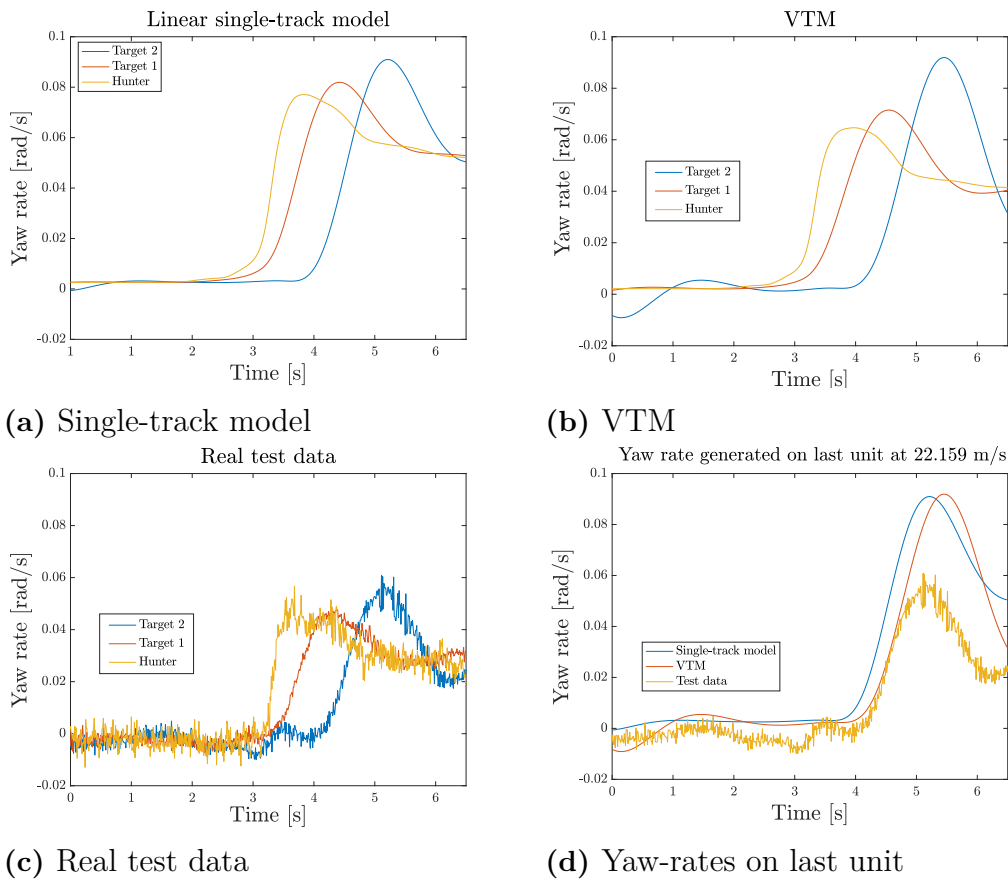 Linear single-track model
0.1
0.08
0.06
0.04
0.02
0
-0.02
Yaw rate [rad/s]
Target 2
Target 1
Hunter
1 1 2 3 4 5 6
Time [s]
(a) Single-track model
VTM
0.1
0.08
0.06
0.04
0.02
0
-0.02
Yaw rate [rad/s]
Target 2
Target 1
Hunter
0 1 2 3 4 5 6
Time [s]
(b) VTM
Real test data
0.1
0.08
0.06
0.04
0.02
0
-0.02
Yaw rate [rad/s]
Target 2
Target 1
Hunter
0 1 2 3 4 5 6
Time [s]
(c) Real test data
Yaw rate generated on last unit at 22.159 m/s
0.1
0.08
0.06
0.04
0.02
0
-0.02
Yaw rate [rad/s]
Single-track model
VTM
Test data
0 1 2 3 4 5 6
Time [s]
(d) Yaw-rates on last unit